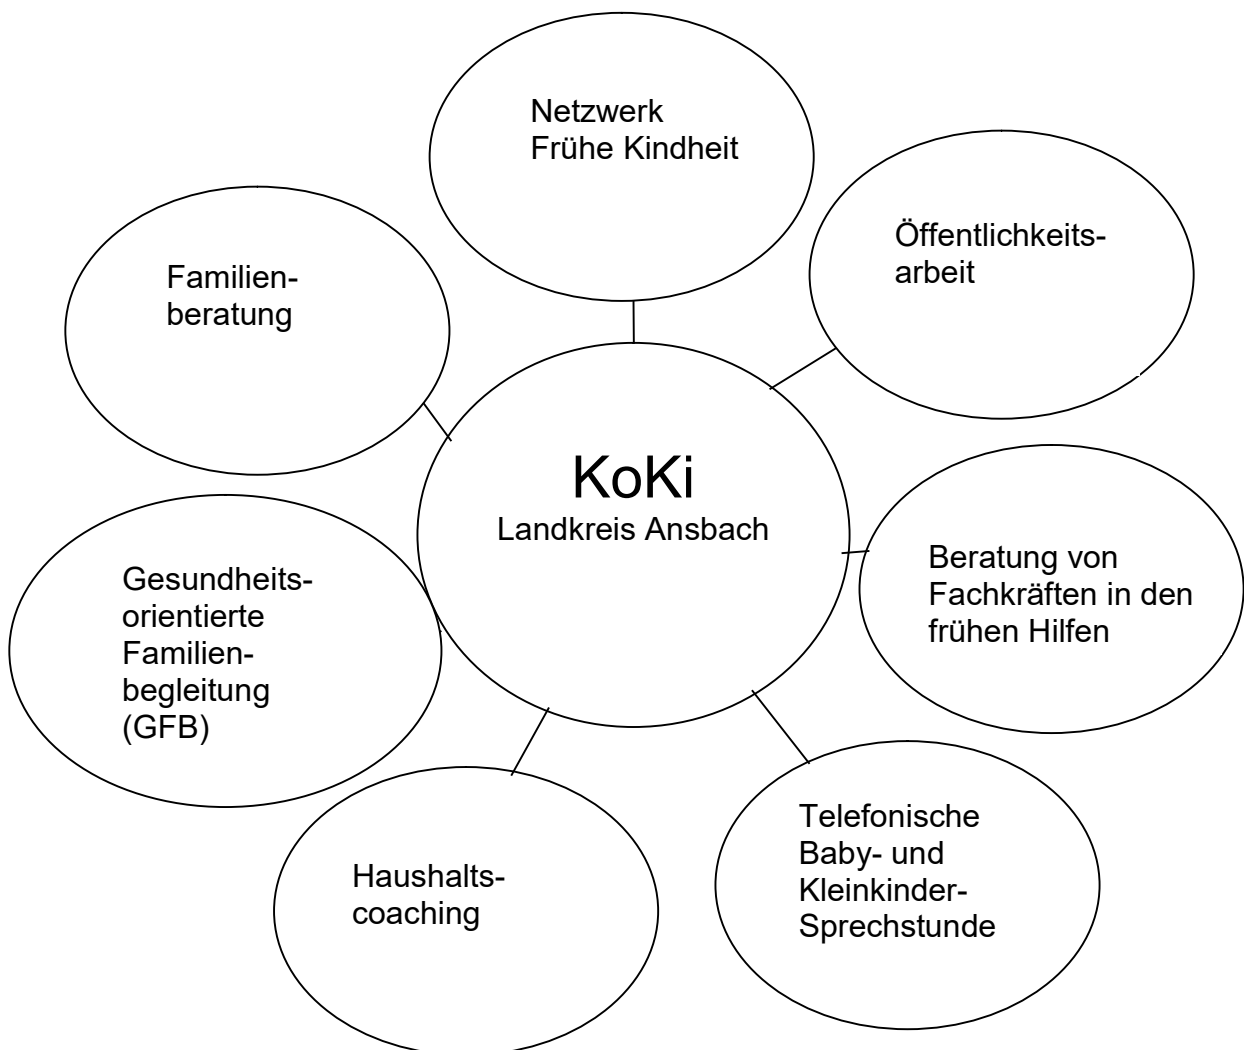 Netzwerk
Frühe Kindheit
Öffentlichkeits-
arbeit
Familien-
beratung
KoKi
Landkreis Ansbach
Beratung von
Fachkräften in den
frühen Hilfen
Gesundheits-
orientierte
Familien-
begleitung
(GFB)
Telefonische
Baby- und
Kleinkinder-
Sprechstunde
Haushalts-
coaching